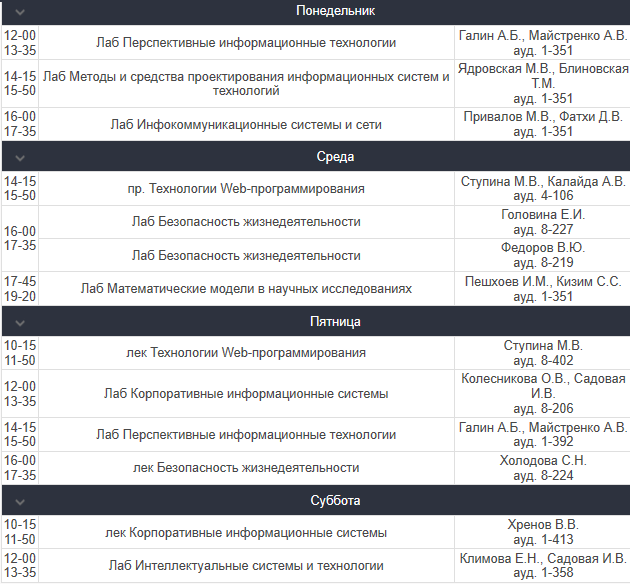 Понедельник
12-00
13-35
Лаб Перспективные информационные технологии
Галин А.Б., Майстренко А.В.
ауд. 1-351
14-15
15-50
Лаб Методы и средства проектирования информационных систем и
технологий
Ядровская М.В., Блиновская
Т.М.
ауд. 1-351
16-00
17-35
Лаб Инфокоммуникационные системы и сети
Привалов М.В., Фатхи Д.В.
ауд. 1-351
Среда
14-15
15-50
пр. Технологии Web-программирования
Ступина М.В., Калайда А.В.
ауд. 4-106
16-00
17-35
Лаб Безопасность жизнедеятельности
Головина Е.И.
ауд. 8-227
Лаб Безопасность жизнедеятельности
Федоров В.Ю.
ауд. 8-219
17-45
19-20
Лаб Математические модели в научных исследованиях
Пешхоев И.М., Кизим С.С.
ауд. 1-351
Пятница
10-15
11-50
лек Технологии Web-программирования
Ступина М.В.
ауд. 8-402
12-00
13-35
Лаб Корпоративные информационные системы
Колесникова О.В., Садовая
И.В.
ауд. 8-206
14-15
15-50
Лаб Перспективные информационные технологии
Галин А.Б., Майстренко А.В.
ауд. 1-392
16-00
17-35
лек Безопасность жизнедеятельности
Холодова С.Н.
ауд. 8-224
Суббота
10-15
11-50
лек Корпоративные информационные системы
Хренов В.В.
ауд. 1-413
12-00
13-35
Лаб Интеллектуальные системы и технологии
Климова Е.Н., Садовая И.В.
ауд. 1-358